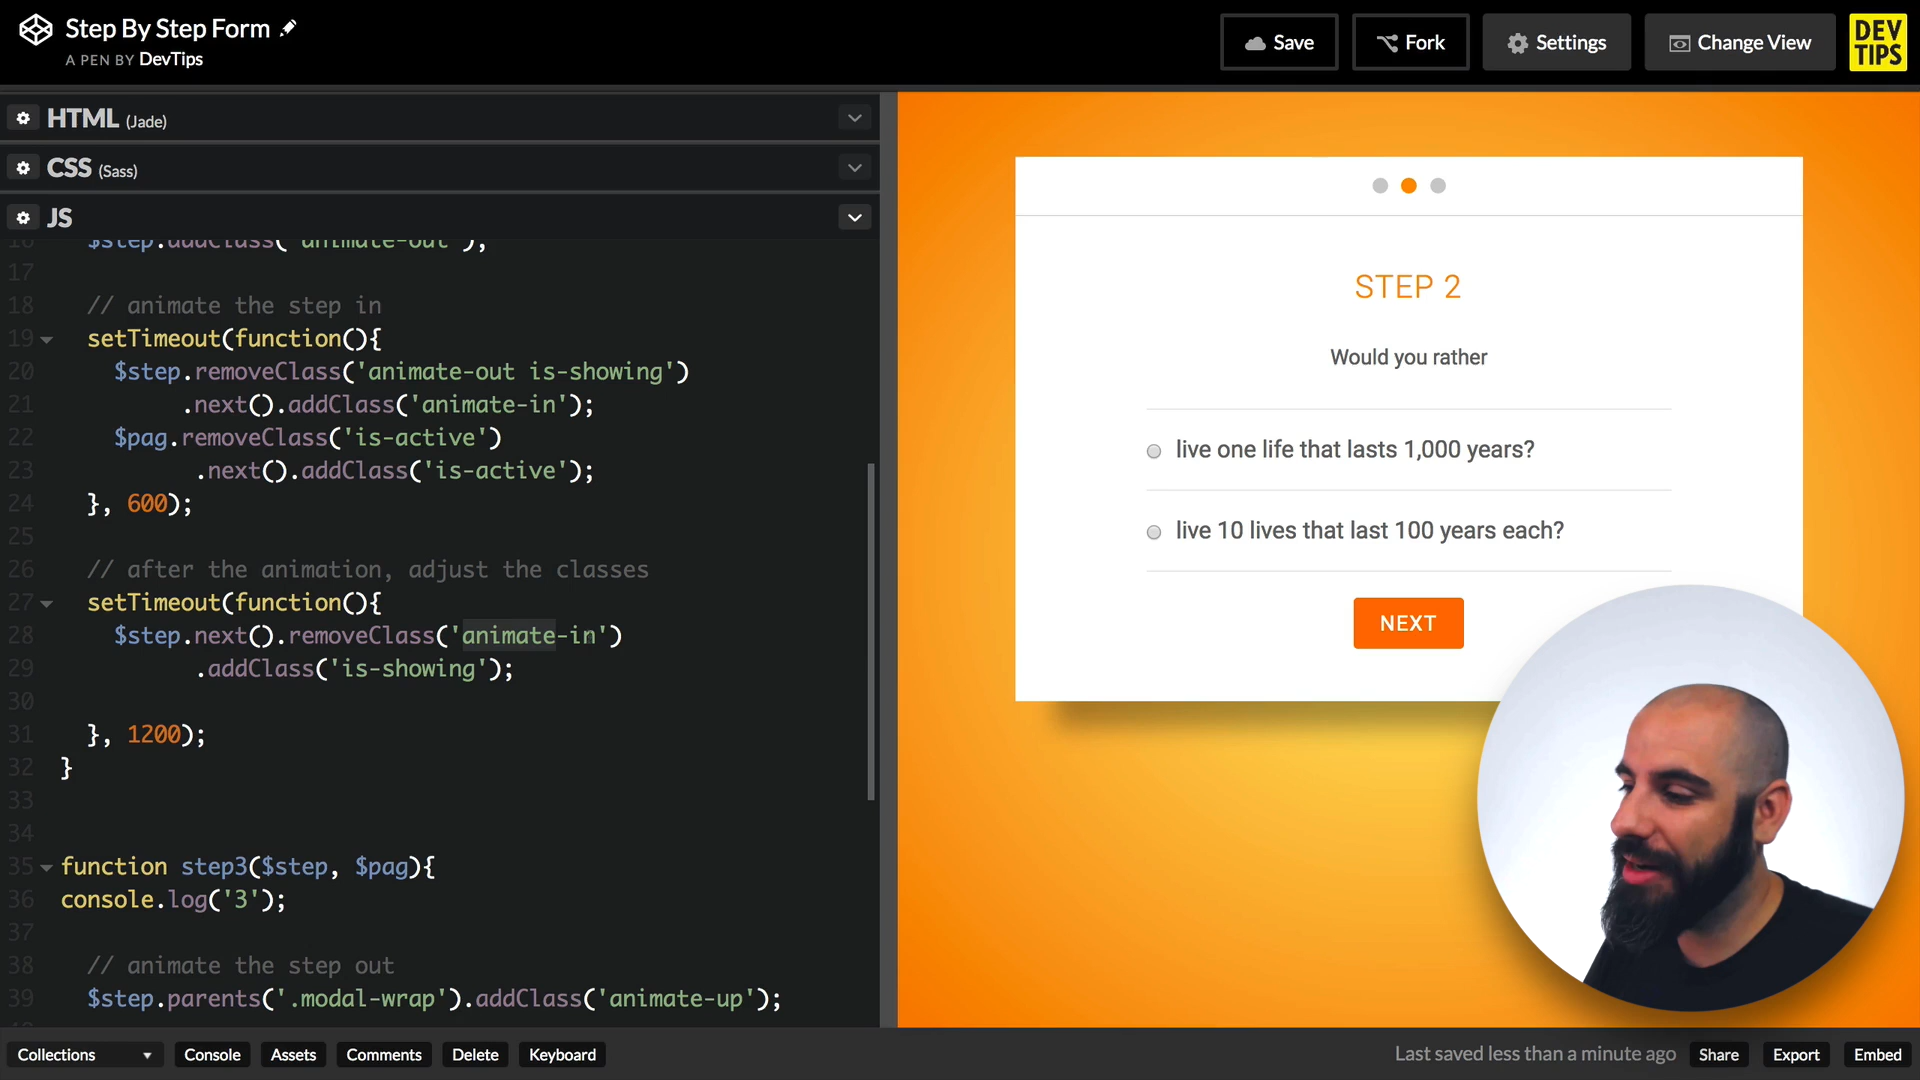 Step By Step Form
A PEN BY DevTips
Save
Fork
Settings
Change View
DEV
TIPS
HTML (Jade)
CSS (Sass)
JS
16 $step.addClass('animate-out');
17
18 // animate the step in
19 setTimeout(function(){
20 $step.removeClass('animate-out is-showing')
21 .next().addClass('animate-in');
22 $pag.removeClass('is-active')
23 .next().addClass('is-active');
24 }, 600);
25
26 // after the animation, adjust the classes
27 setTimeout(function(){
28 $step.next().removeClass('animate-in')
29 .addClass('is-showing');
30
31 }, 1200);
32 }
33
34
35 function step3($step, $pag){
36 console.log('3');
37
38 // animate the step out
39 $step.parents('.modal-wrap').addClass('animate-up');
STEP 2
Would you rather
live one life that lasts 1,000 years?
live 10 lives that last 100 years each?
NEXT
Collections
Console
Assets
Comments
Delete
Keyboard
Last saved less than a minute ago
Share
Export
Embed